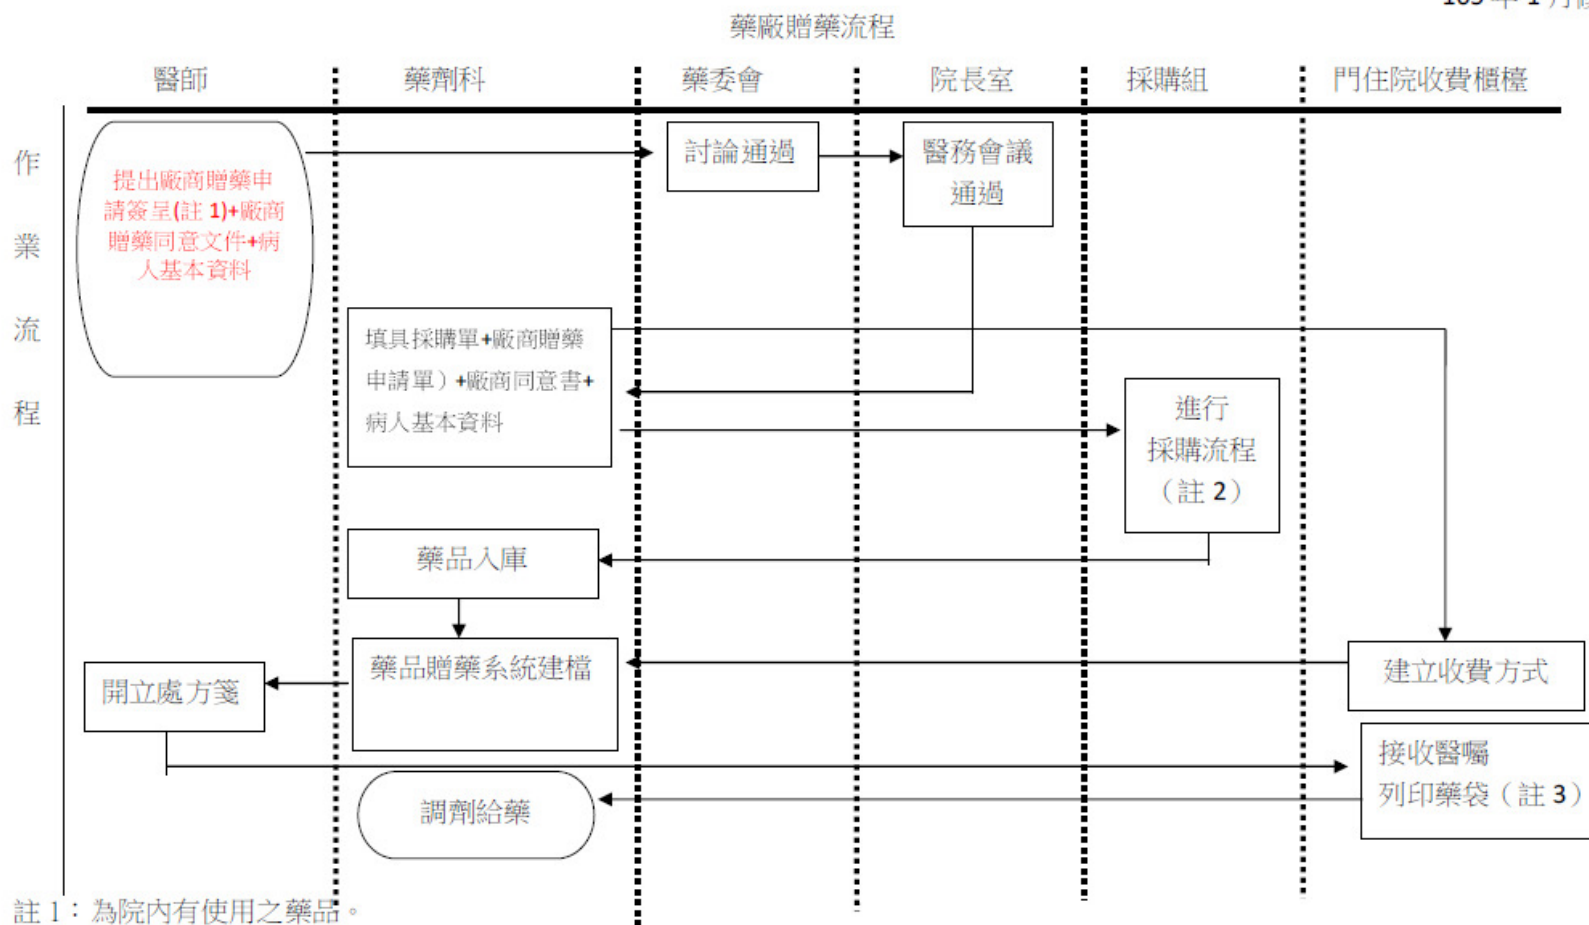 藥廠贈藥流程
醫師 藥劑科 藥委會 院長室 採購組 門住院收費櫃檯
作
業
流
程
提出廠商贈藥申
請簽呈(註 1)+廠商
贈藥同意文件+病
人基本資料
討論通過
醫務會議
通過
填具採購單+廠商贈藥
申請單）+廠商同意書+
病人基本資料
進行
採購流程
（註 2）
藥品入庫
藥品贈藥系統建檔
開立處方箋
建立收費方式
接收醫囑
列印藥袋（註 3）
調劑給藥
註 1：為院內有使用之藥品。